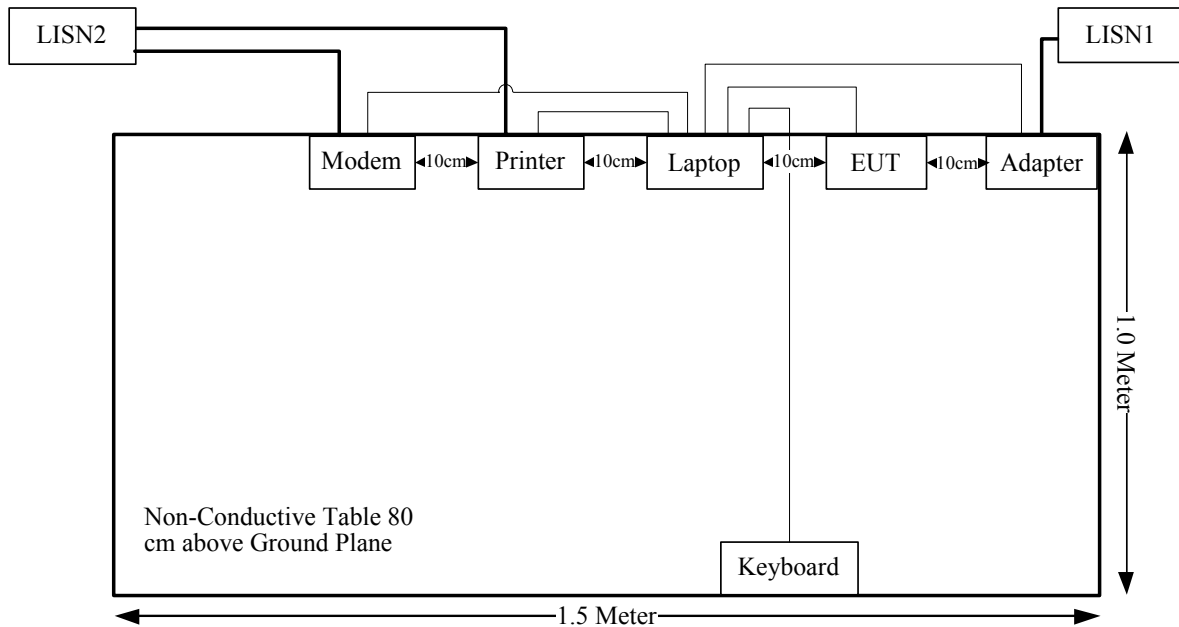 LISN2
LISN1
Modem
10cm
Printer
10cm
Laptop
10cm
EUT
10cm
Adapter
1.0 Meter
Non-Conductive Table 80
cm above Ground Plane
Keyboard
1.5 Meter